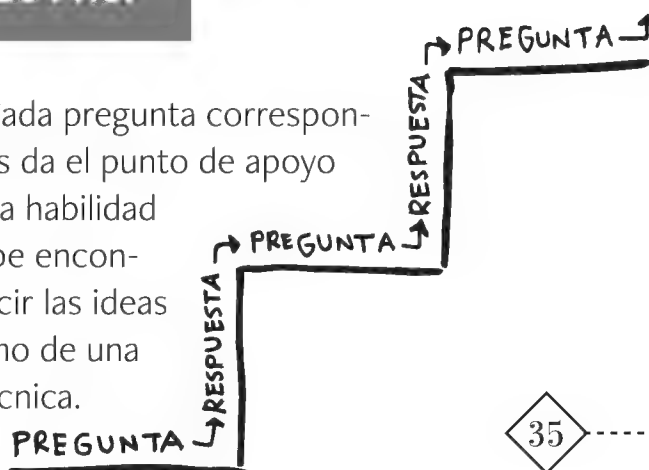 ada pregunta correspon-
s da el punto de apoyo
a habilidad
be encon-
cir las ideas
no de una
cnica.
PREGUNTA
RESPUESTA
PREGUNTA
RESPUESTA
PREGUNTA
35